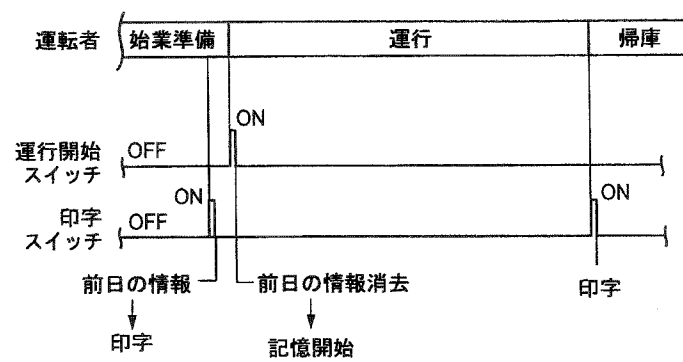 運転者 始業準備 運行 帰庫
ON
運行開始 OFF
スイッチ
ON ON
印字 OFF
スイッチ
前日の情報 前日の情報消去 印字
印字 記憶開始